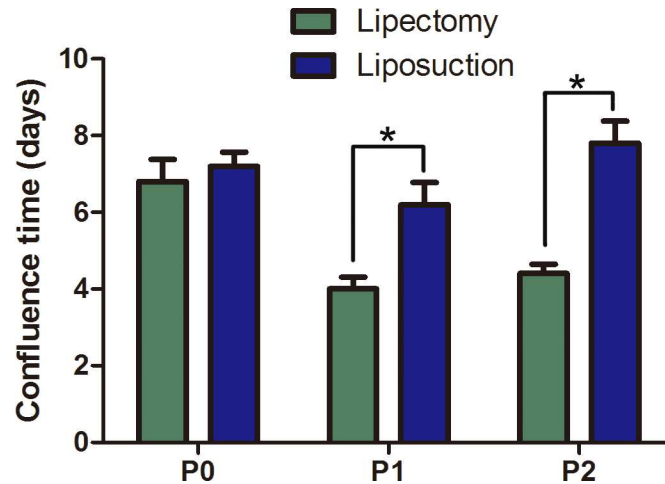 Lipectomy
Liposuction
Confluence time (days)
10
8
6
4
2
0
*
*
P0
P1
P2